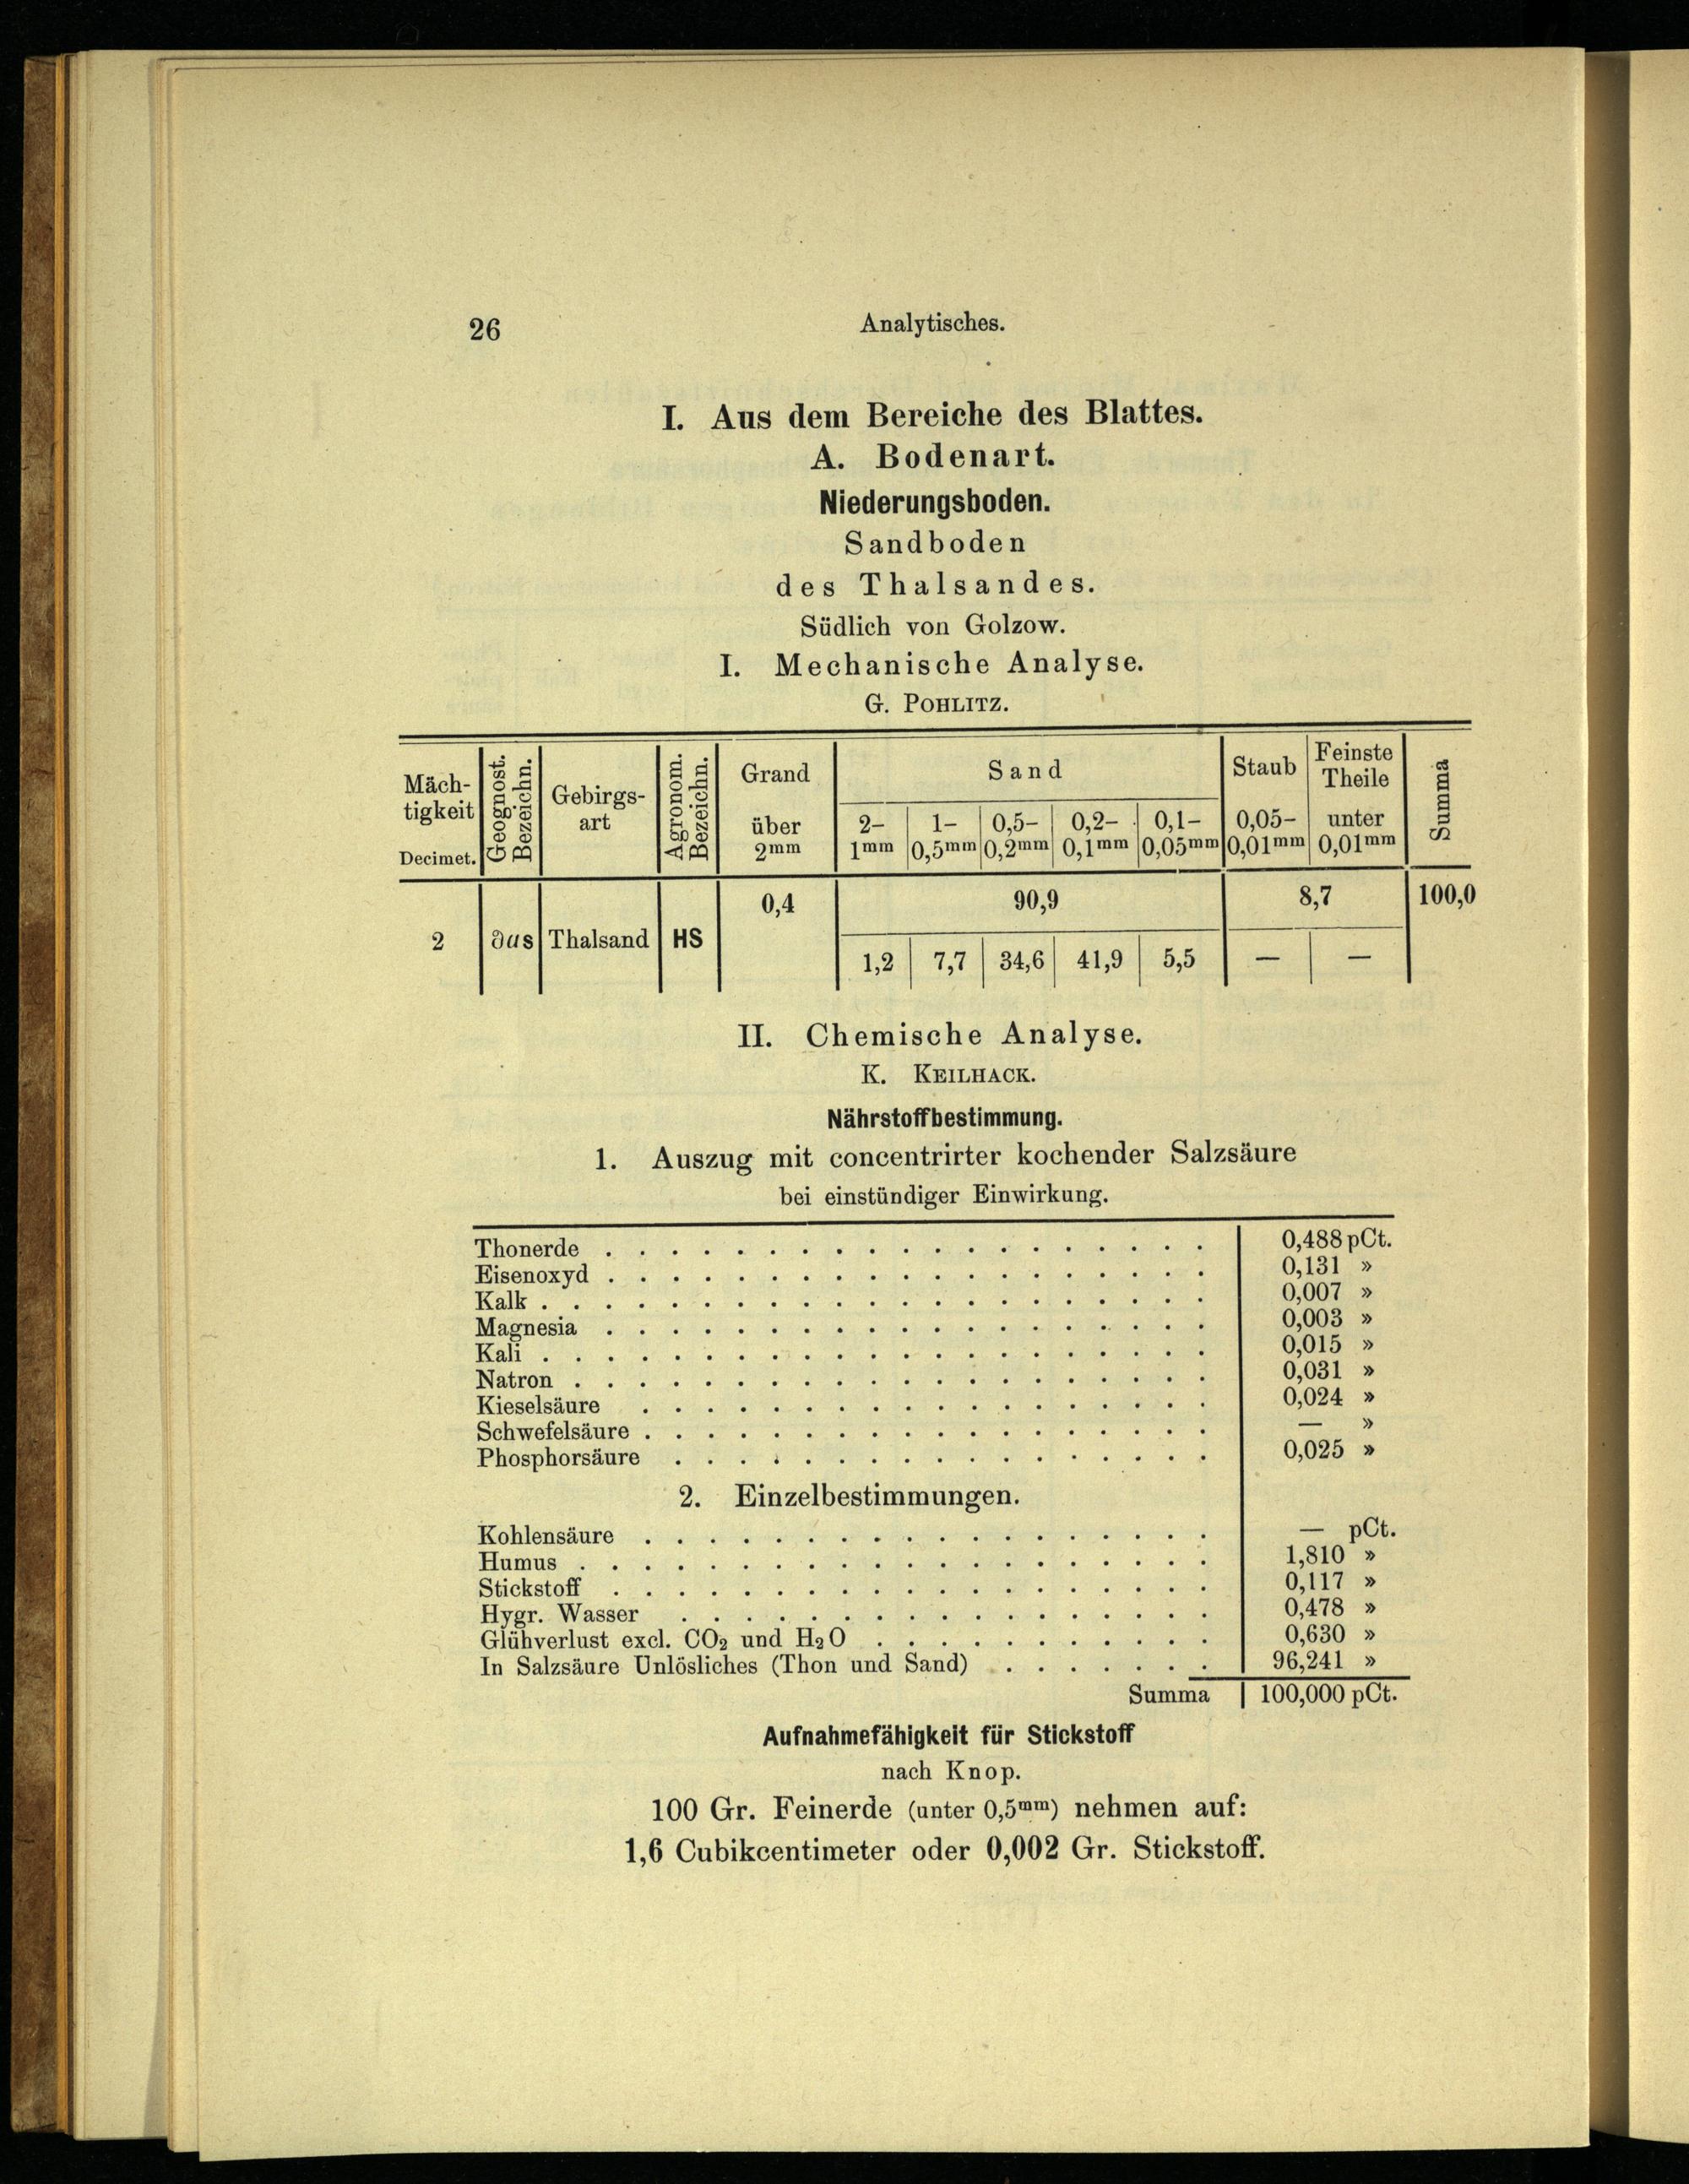 26
Analytisches.
I. Aus dem Bereiche des Blattes.
A. Bodenart.
Niederungsboden.
Sandboden
des Thalsandes.
Südlich von Golzow.
I. Mechanische Analyse.
G. POHLITZ.
Mäch-
tigkeit
Decimet.
Geognost.
Bezeichn.
Gebirgs-
art
Agronom.
Bezeichn.
Grand
über
2mm
Sand
2–
1mm
1–
0,5mm
0,5–
0,2mm
0,2–
0,1mm
0,1–
0,05mm
Staub
0,05–
0,01mm
Feinste
Theile
unter
0,01mm
Summa
2
∂as
Thalsand
HS
0,4
90,9
8,7
100,0
1,2 7,7 34,6 41,9 5,5 — —
II. Chemische Analyse.
K. KEILHACK.
Nährstoffbestimmung.
1. Auszug mit concentrirter kochender Salzsäure
bei einstündiger Einwirkung.
Thonerde . . . . . . . . . . . . . . . . . . . 0,488 pCt.
Eisenoxyd . . . . . . . . . . . . . . . . . . . 0,131 »
Kalk . . . . . . . . . . . . . . . . . . . . . 0,007 »
Magnesia . . . . . . . . . . . . . . . . . . . 0,003 »
Kali . . . . . . . . . . . . . . . . . . . . . 0,015 »
Natron . . . . . . . . . . . . . . . . . . . . 0,031 »
Kieselsäure . . . . . . . . . . . . . . . . . . 0,024 »
Schwefelsäure . . . . . . . . . . . . . . . . . . — »
Phosphorsäure . . . . . . . . . . . . . . . . . 0,025 »
2. Einzelbestimmungen.
Kohlensäure . . . . . . . . . . . . . . . . . . — pCt.
Humus . . . . . . . . . . . . . . . . . . . . 1,810 »
Stickstoff . . . . . . . . . . . . . . . . . . . 0,117 »
Hygr. Wasser . . . . . . . . . . . . . . . . . 0,478 »
Glühverlust excl. CO₂ und H₂O . . . . . . . . . . . 0,630 »
In Salzsäure Unlösliches (Thon und Sand) . . . . . . . 96,241 »
Summa 100,000 pCt.
Aufnahmefähigkeit für Stickstoff
nach Knop.
100 Gr. Feinerde (unter 0,5mm) nehmen auf:
1,6 Cubikcentimeter oder 0,002 Gr. Stickstoff.